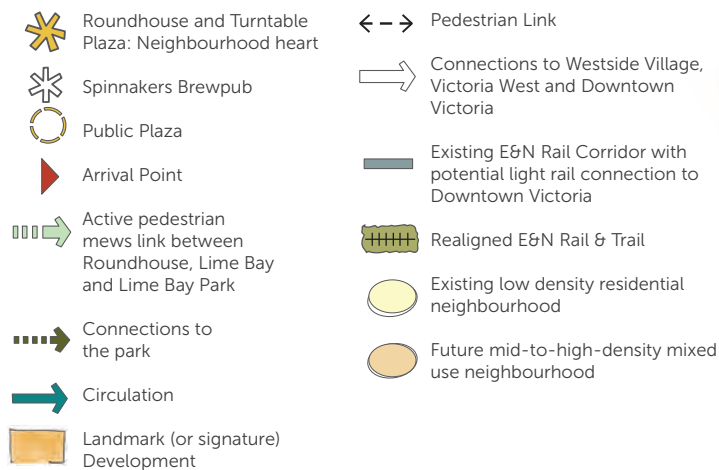 Roundhouse and Turntable
Plaza: Neighbourhood heart
Spinnakers Brewpub
Public Plaza
Arrival Point
Active pedestrian
mews link between
Roundhouse, Lime Bay
and Lime Bay Park
Connections to
the park
Circulation
Landmark (or signature)
Development
Pedestrian Link
Connections to Westside Village,
Victoria West and Downtown
Victoria
Existing E&N Rail Corridor with
potential light rail connection to
Downtown Victoria
Realigned E&N Rail & Trail
Existing low density residential
neighbourhood
Future mid-to-high-density mixed
use neighbourhood